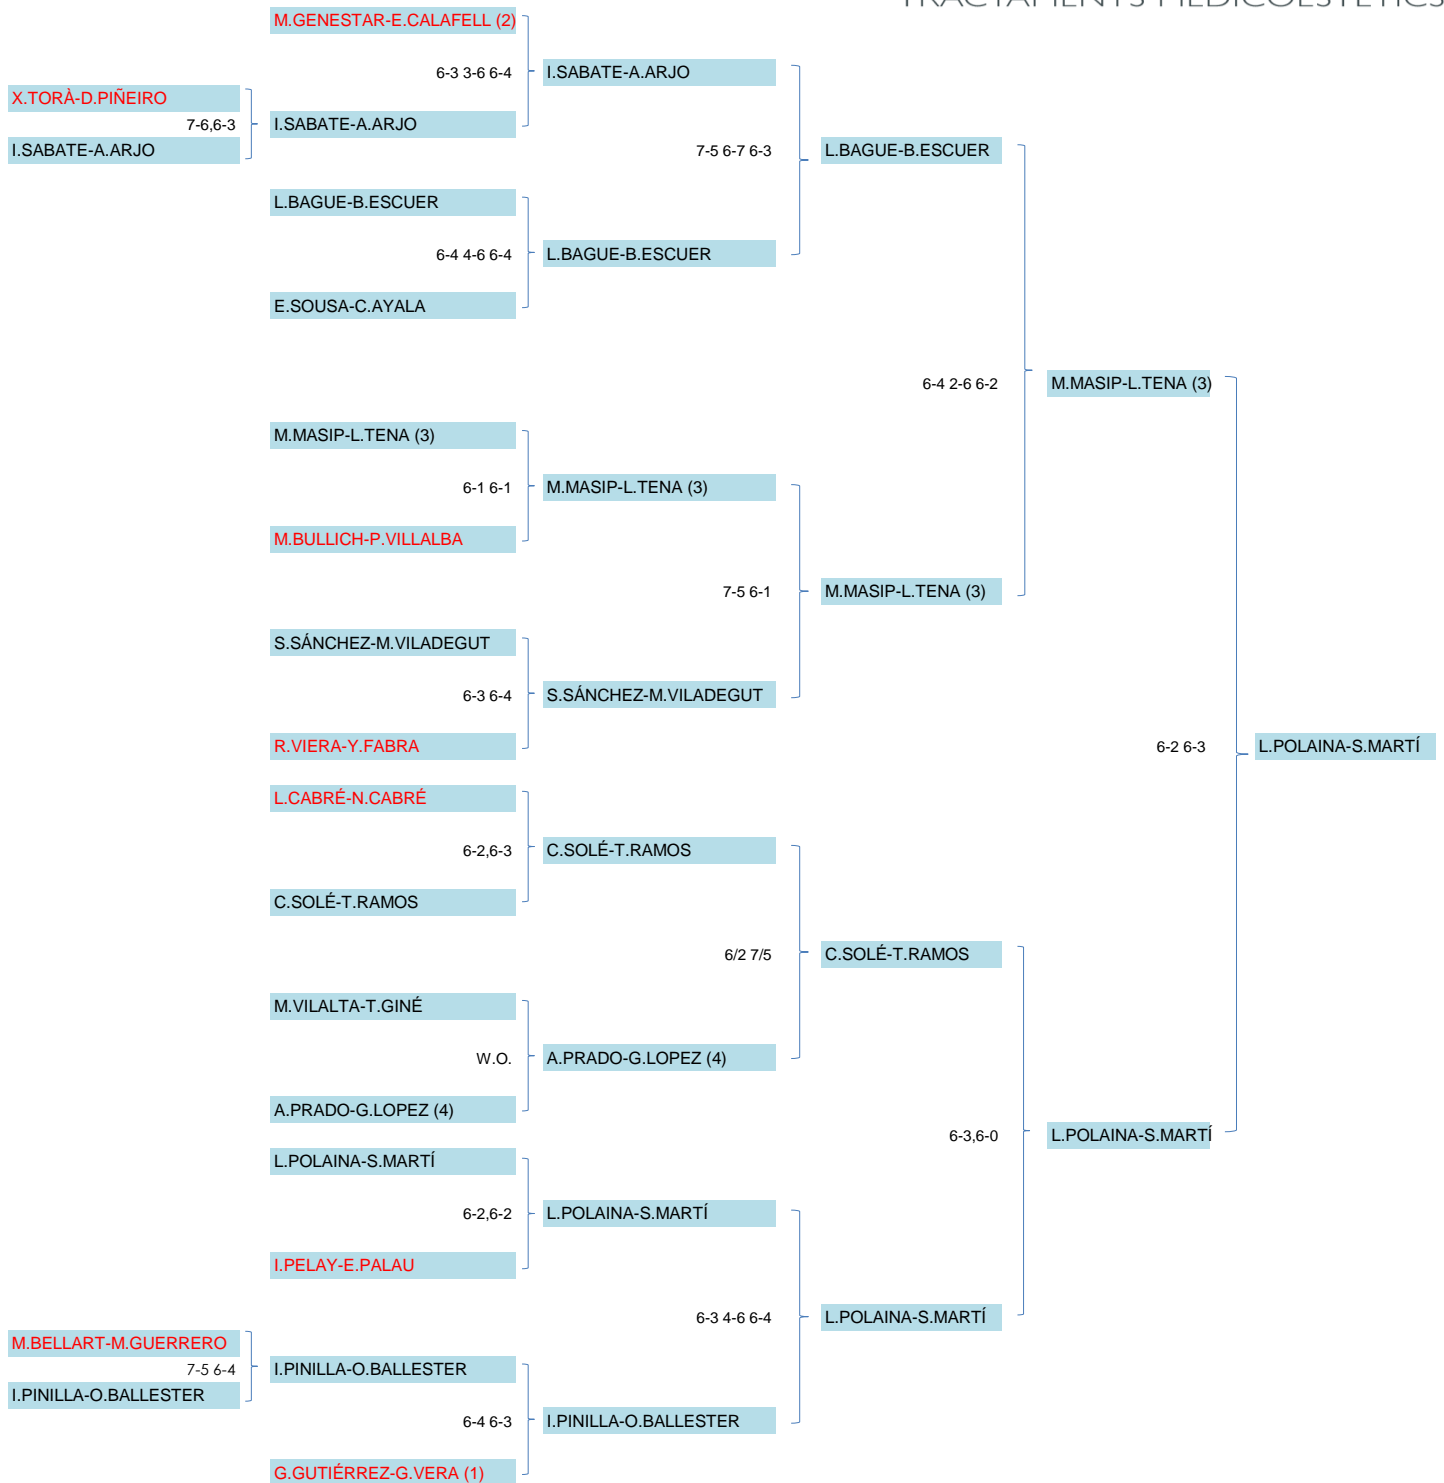 TRACTAMENTS MEDICOESTÈTICS
M.GENESTAR-E.CALAFELL (2)
6-3 3-6 6-4
I.SABATE-A.ARJO
X.TORÀ-D.PIÑEIRO
7-6,6-3
I.SABATE-A.ARJO
I.SABATE-A.ARJO
7-5 6-7 6-3
L.BAGUE-B.ESCUER
L.BAGUE-B.ESCUER
6-4 4-6 6-4
L.BAGUE-B.ESCUER
E.SOUSA-C.AYALA
6-4 2-6 6-2
M.MASIP-L.TENA (3)
M.MASIP-L.TENA (3)
6-1 6-1
M.MASIP-L.TENA (3)
M.BULLICH-P.VILLALBA
7-5 6-1
M.MASIP-L.TENA (3)
S.SÁNCHEZ-M.VILADEGUT
6-3 6-4
S.SÁNCHEZ-M.VILADEGUT
R.VIERA-Y.FABRA
6-2 6-3
L.POLAINA-S.MARTÍ
L.CABRÉ-N.CABRÉ
6-2,6-3
C.SOLÉ-T.RAMOS
C.SOLÉ-T.RAMOS
6/2 7/5
C.SOLÉ-T.RAMOS
M.VILALTA-T.GINÉ
W.O.
A.PRADO-G.LOPEZ (4)
A.PRADO-G.LOPEZ (4)
6-3,6-0
L.POLAINA-S.MARTÍ
L.POLAINA-S.MARTÍ
6-2,6-2
L.POLAINA-S.MARTÍ
I.PELAY-E.PALAU
6-3 4-6 6-4
L.POLAINA-S.MARTÍ
M.BELLART-M.GUERRERO
7-5 6-4
I.PINILLA-O.BALLESTER
I.PINILLA-O.BALLESTER
6-4 6-3
I.PINILLA-O.BALLESTER
G.GUTIÉRREZ-G.VERA (1)